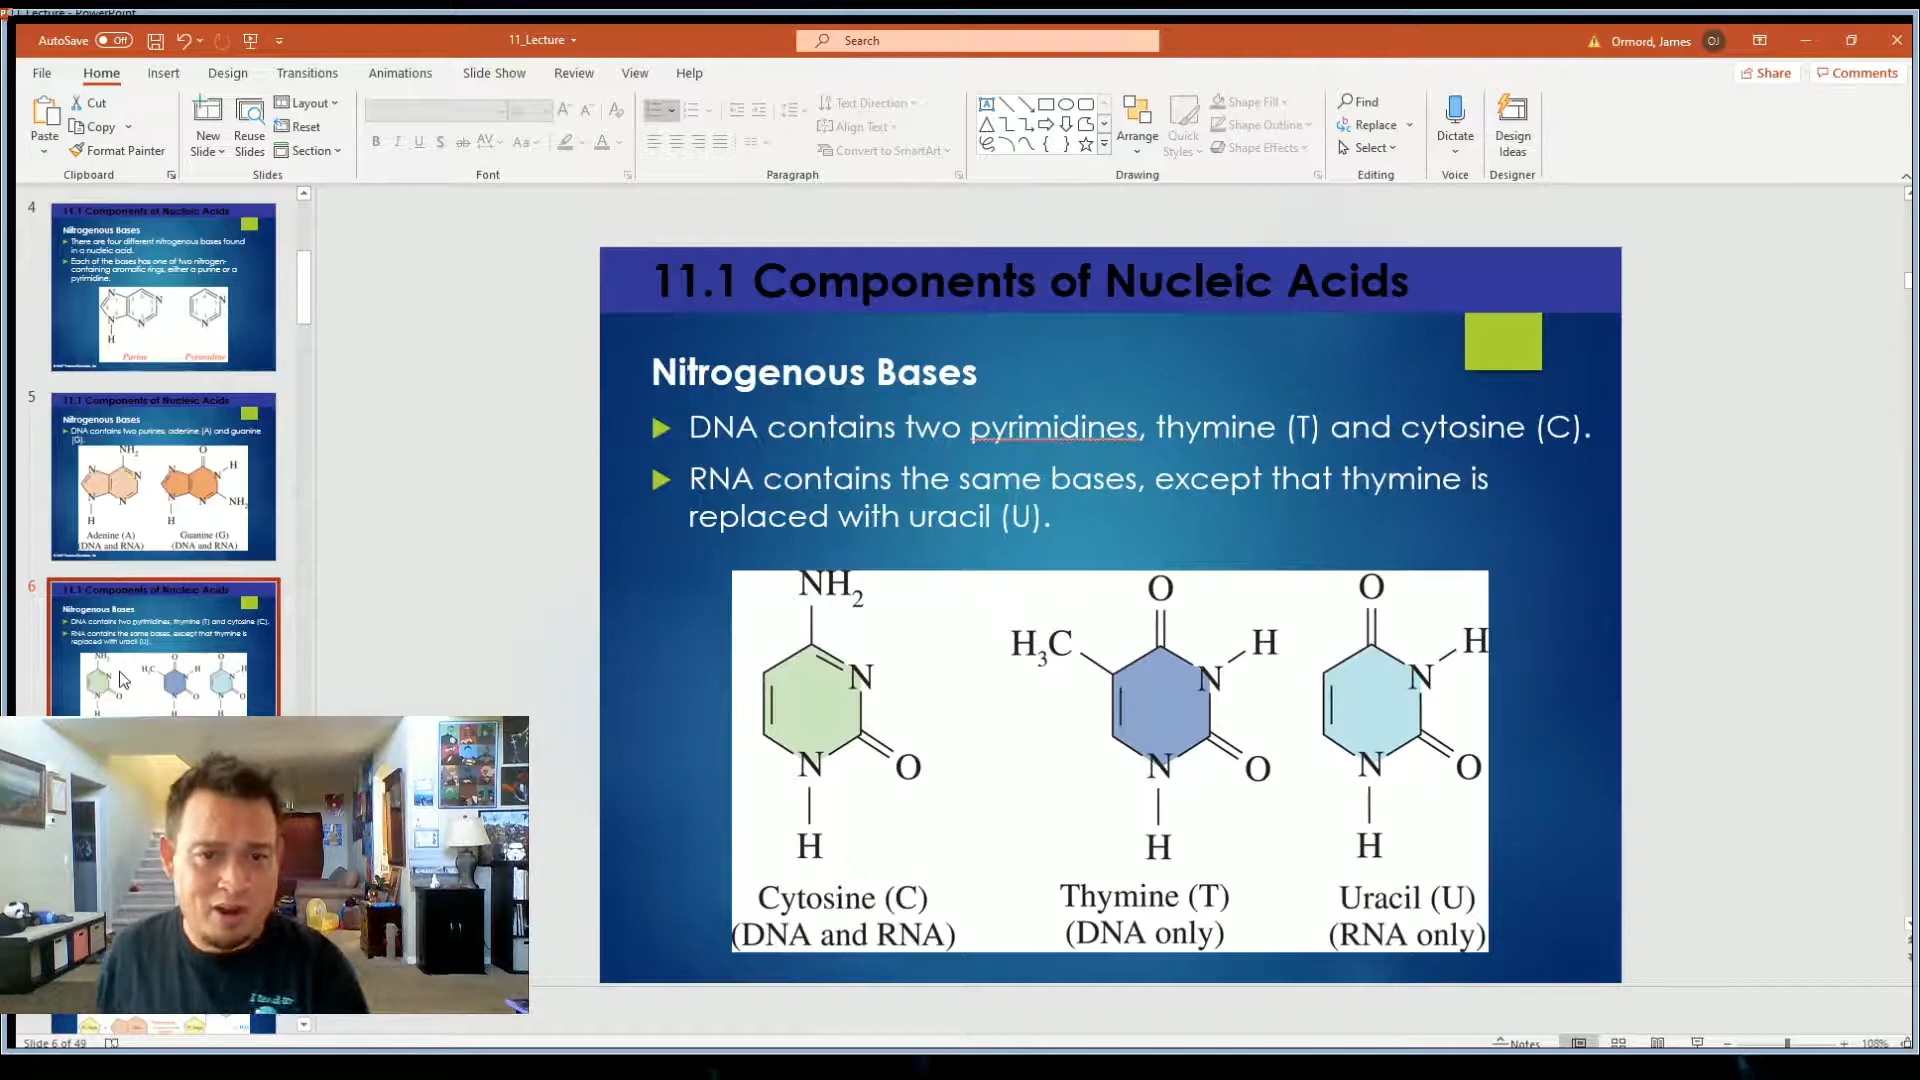 11_Lecture - PowerPoint
AutoSave Off
11_Lecture
Search
Ormord, James OJ
File Home Insert Design Transitions Animations Slide Show Review View Help
Share Comments
Paste
Cut
Copy
Format Painter
Clipboard
New Slide
Reuse Slides
Layout
Reset
Section
Slides
B I U S ab AV Aa A
Font
Text Direction
Align Text
Convert to SmartArt
Paragraph
Arrange
Quick Styles
Shape Fill
Shape Outline
Shape Effects
Drawing
Find
Replace
Select
Editing
Dictate
Voice
Design Ideas
Designer
4
11.1 Components of Nucleic Acids
Nitrogenous Bases
There are four different nitrogenous bases found
in a nucleic acid.
Each of the bases has one of two nitrogen-
containing aromatic rings, either a purine or a
pyrimidine.
N N N N H
N N
Purine Pyrimidine
5
11.1 Components of Nucleic Acids
Nitrogenous Bases
DNA contains two purines, adenine (A) and guanine
(G).
NH2 O
N N N N H
N N N N NH2
H H
Adenine (A) Guanine (G)
(DNA and RNA) (DNA and RNA)
6
11.1 Components of Nucleic Acids
Nitrogenous Bases
DNA contains two pyrimidines, thymine (T) and cytosine (C).
RNA contains the same bases, except that thymine is
replaced with uracil (U).
NH2 O O
H3C H H
N N N
N O N O N O
H H H
11.1 Components of Nucleic Acids
Nitrogenous Bases
DNA contains two pyrimidines, thymine (T) and cytosine (C).
RNA contains the same bases, except that thymine is
replaced with uracil (U).
NH2 O O
H3C H H
N N N
N O N O N O
H H H
Cytosine (C) Thymine (T) Uracil (U)
(DNA and RNA) (DNA only) (RNA only)
Slide 6 of 49
Notes
108%